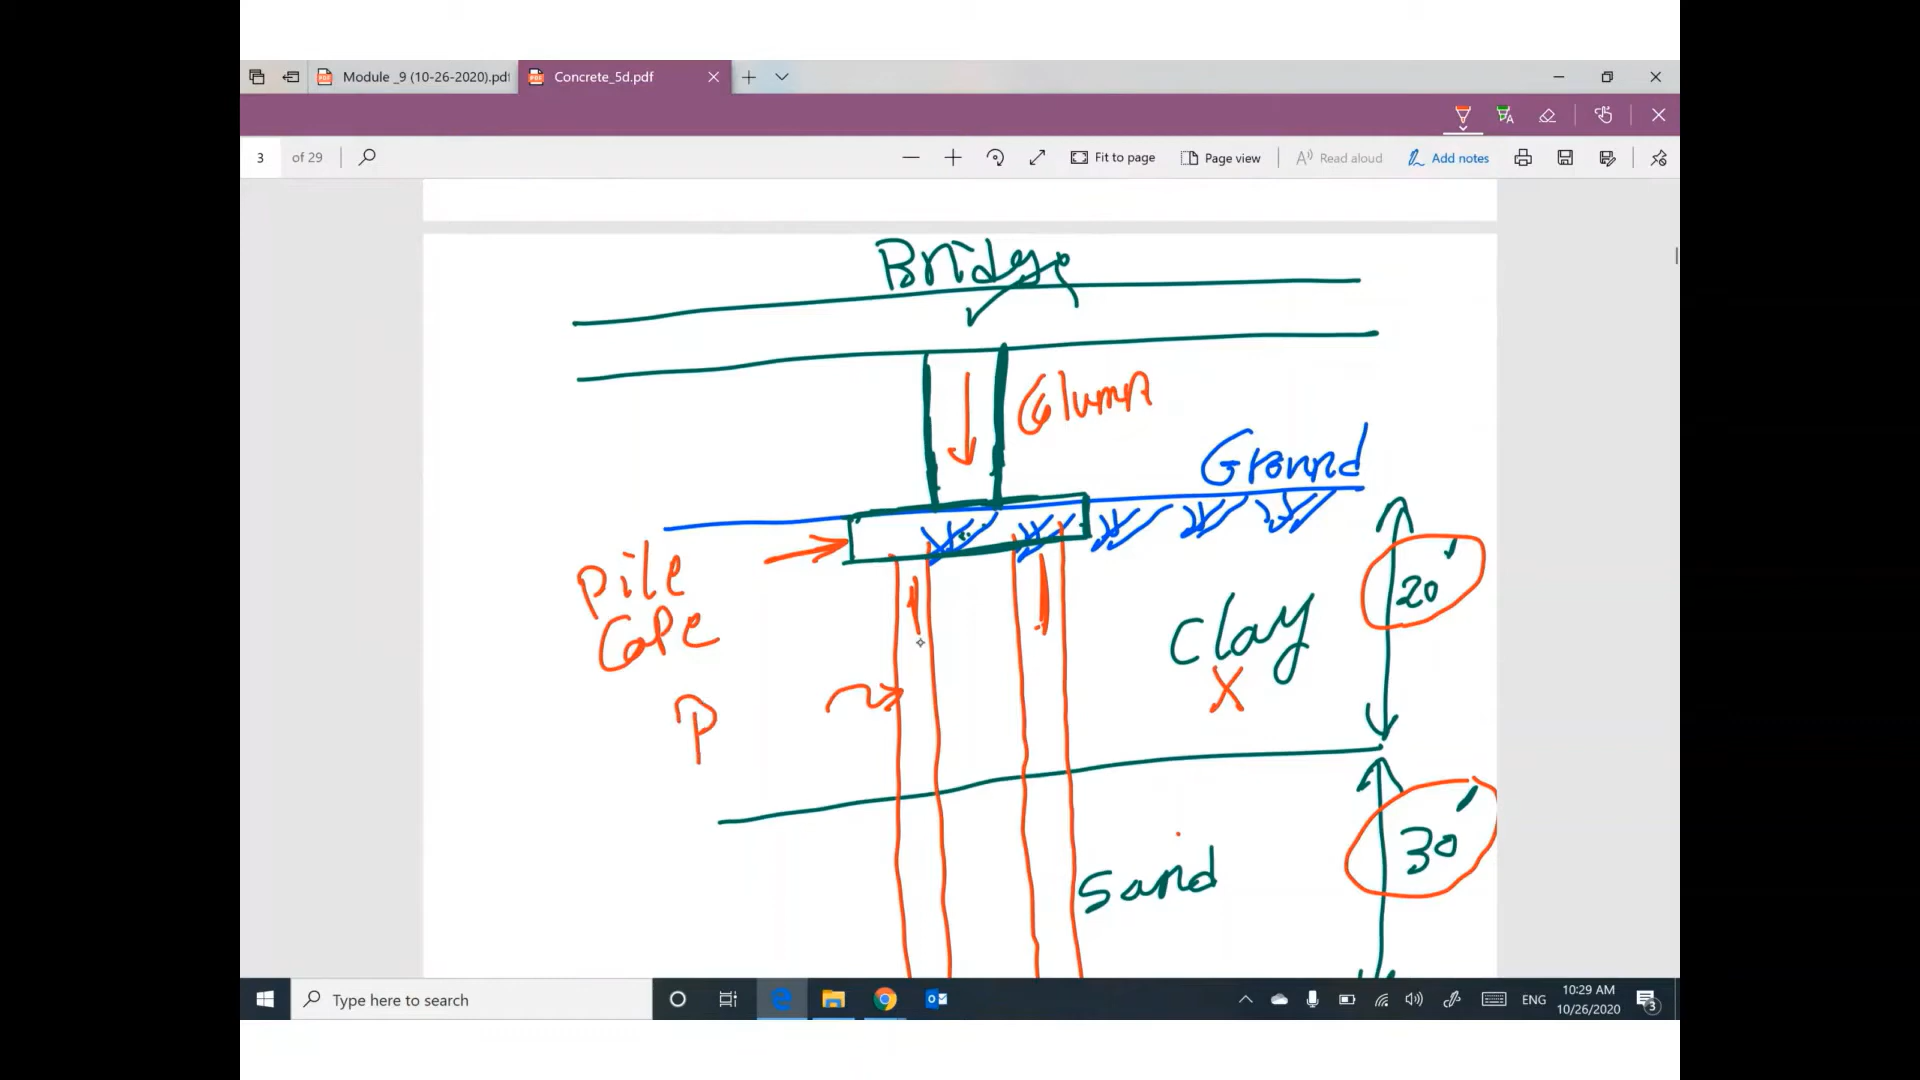 Module _9 (10-26-2020).pdf
Concrete_5d.pdf
3 of 29
Fit to page
Page view
Read aloud
Add notes
Bridge
Column
Ground
Pile
Cape
20'
Clay
X
P
30'
Sand
Type here to search
ENG
10:29 AM
10/26/2020
3